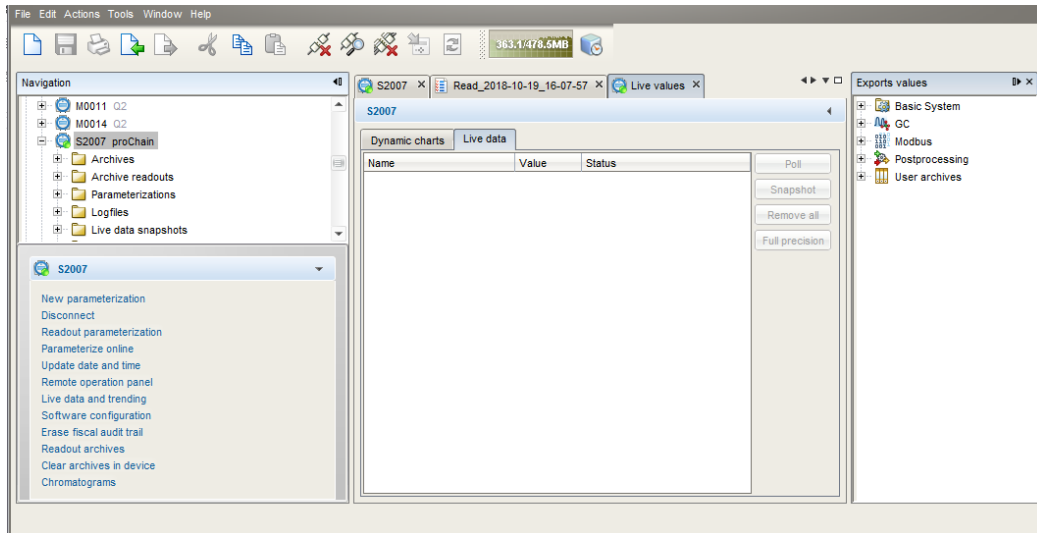 File Edit Actions Tools Window Help
363.1/478.5MB
Navigation
M0011 Q2
M0014 Q2
S2007 proChain
Archives
Archive readouts
Parameterizations
Logfiles
Live data snapshots
S2007
New parameterization
Disconnect
Readout parameterization
Parameterize online
Update date and time
Remote operation panel
Live data and trending
Software configuration
Erase fiscal audit trail
Readout archives
Clear archives in device
Chromatograms
S2007 Read_2018-10-19_16-07-57 Live values
S2007
Dynamic charts Live data
Name Value Status
Poll
Snapshot
Remove all
Full precision
Exports values
Basic System
GC
Modbus
Postprocessing
User archives